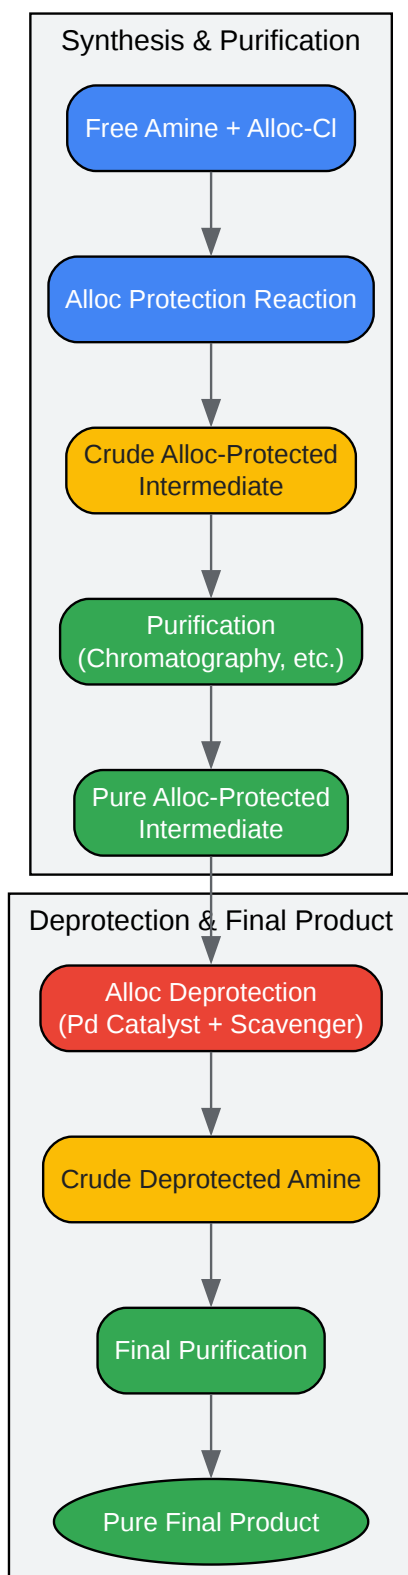 Synthesis & Purification
Free Amine + Alloc-Cl
Alloc Protection Reaction
Crude Alloc-Protected
Intermediate
Purification
(Chromatography, etc.)
Pure Alloc-Protected
Intermediate
Deprotection & Final Product
Alloc Deprotection
(Pd Catalyst + Scavenger)
Crude Deprotected Amine
Final Purification
Pure Final Product